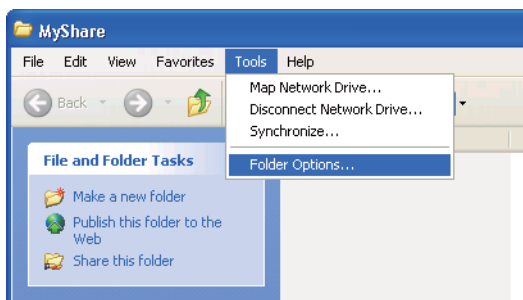 MyShare
File Edit View Favorites Tools Help
Map Network Drive...
Disconnect Network Drive...
Synchronize...
Folder Options...
Back
File and Folder Tasks
Make a new folder
Publish this folder to the
Web
Share this folder